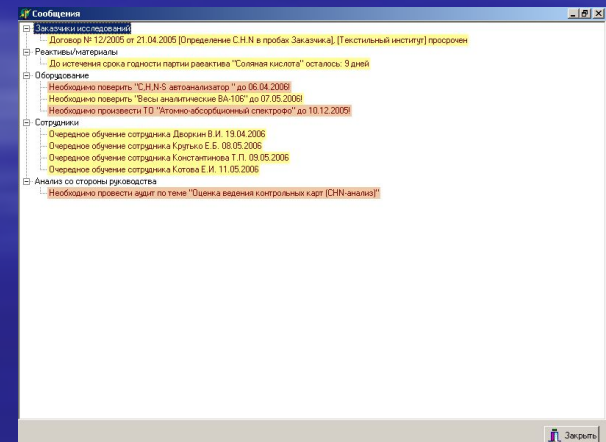 Сообщения
Заказчики исследований
Договор № 12/2005 от 21.04.2005 [Определение C.H.N в пробах Заказчика], [Текстильный институт] просрочен
Реактивы/материалы
До истечения срока годности партии раеактива "Соляная кислота" осталось: 9 дней
Оборудование
Необходимо поверить "C,H,N-S автоанализатор " до 06.04.2006!
Необходимо поверить "Весы аналитические ВА-106" до 07.05.2006!
Необходимо произвести ТО "Атомно-абсорбционный спектрофо" до 10.12.2005!
Сотрудники
Очередное обучение сотрудника Дворкин В.И. 19.04.2006
Очередное обучение сотрудника Крутько Е.Б. 08.05.2006
Очередное обучение сотрудника Константинова Т.П. 09.05.2006
Очередное обучение сотрудника Котова Е.И. 11.05.2006
Анализ со стороны руководства
Необходимо провести аудит по теме "Оценка ведения контрольных карт (CHN-анализ)"
Закрыть